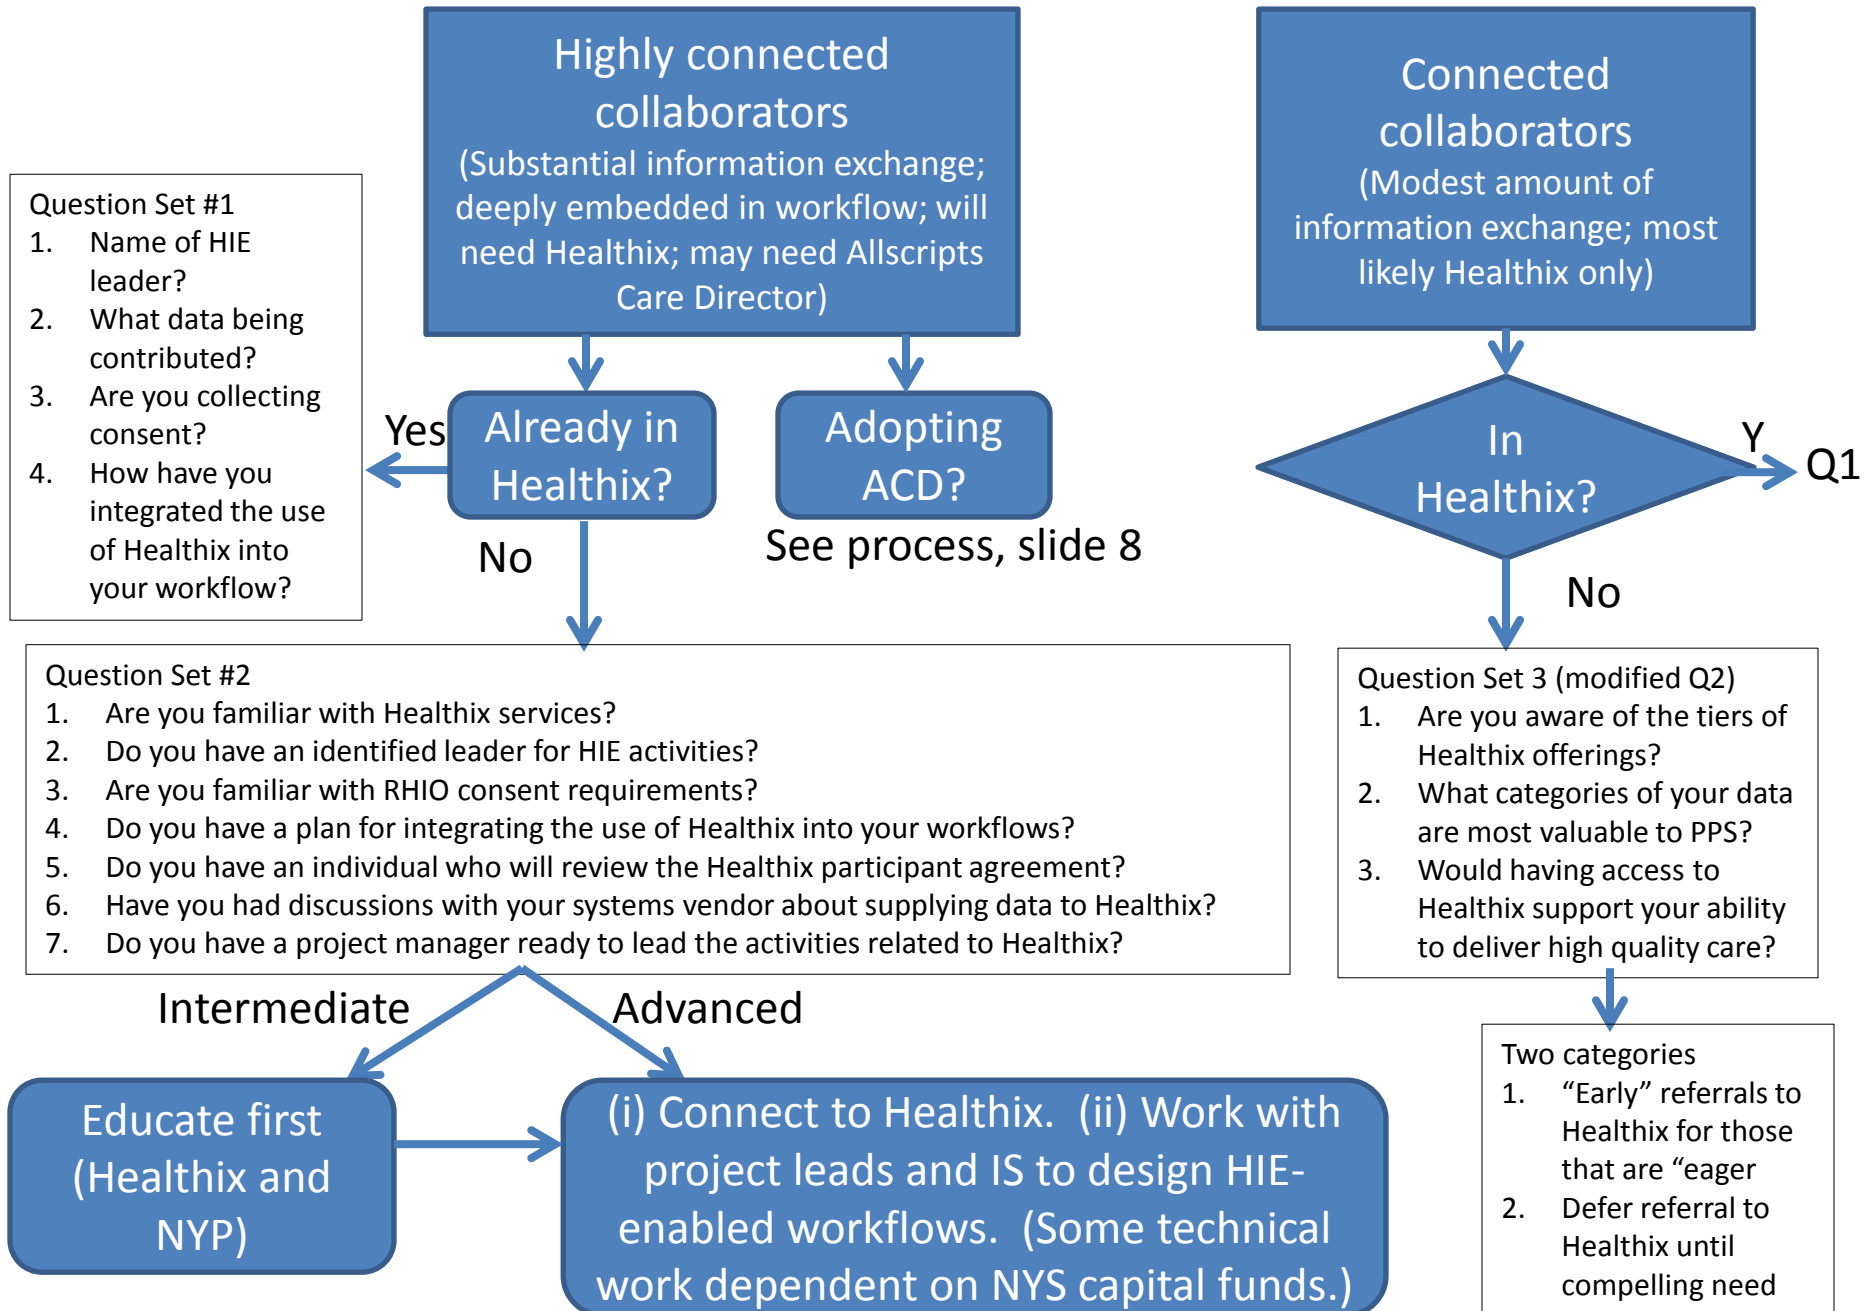 Highly connected
collaborators
(Substantial information exchange;
deeply embedded in workflow; will
need Healthix; may need Allscripts
Care Director)
Connected
collaborators
(Modest amount of
information exchange; most
likely Healthix only)
Question Set #1
1. Name of HIE
leader?
2. What data being
contributed?
3. Are you collecting
consent?
4. How have you
integrated the use
of Healthix into
your workflow?
Yes
Already in
Healthix?
Adopting
ACD?
See process, slide 8
No
In
Healthix?
Y
Q1
No
Question Set #2
1. Are you familiar with Healthix services?
2. Do you have an identified leader for HIE activities?
3. Are you familiar with RHIO consent requirements?
4. Do you have a plan for integrating the use of Healthix into your workflows?
5. Do you have an individual who will review the Healthix participant agreement?
6. Have you had discussions with your systems vendor about supplying data to Healthix?
7. Do you have a project manager ready to lead the activities related to Healthix?
Question Set 3 (modified Q2)
1. Are you aware of the tiers of
Healthix offerings?
2. What categories of your data
are most valuable to PPS?
3. Would having access to
Healthix support your ability
to deliver high quality care?
Intermediate
Advanced
Educate first
(Healthix and
NYP)
(i) Connect to Healthix. (ii) Work with
project leads and IS to design HIE-
enabled workflows. (Some technical
work dependent on NYS capital funds.)
Two categories
1. “Early” referrals to
Healthix for those
that are “eager
2. Defer referral to
Healthix until
compelling need